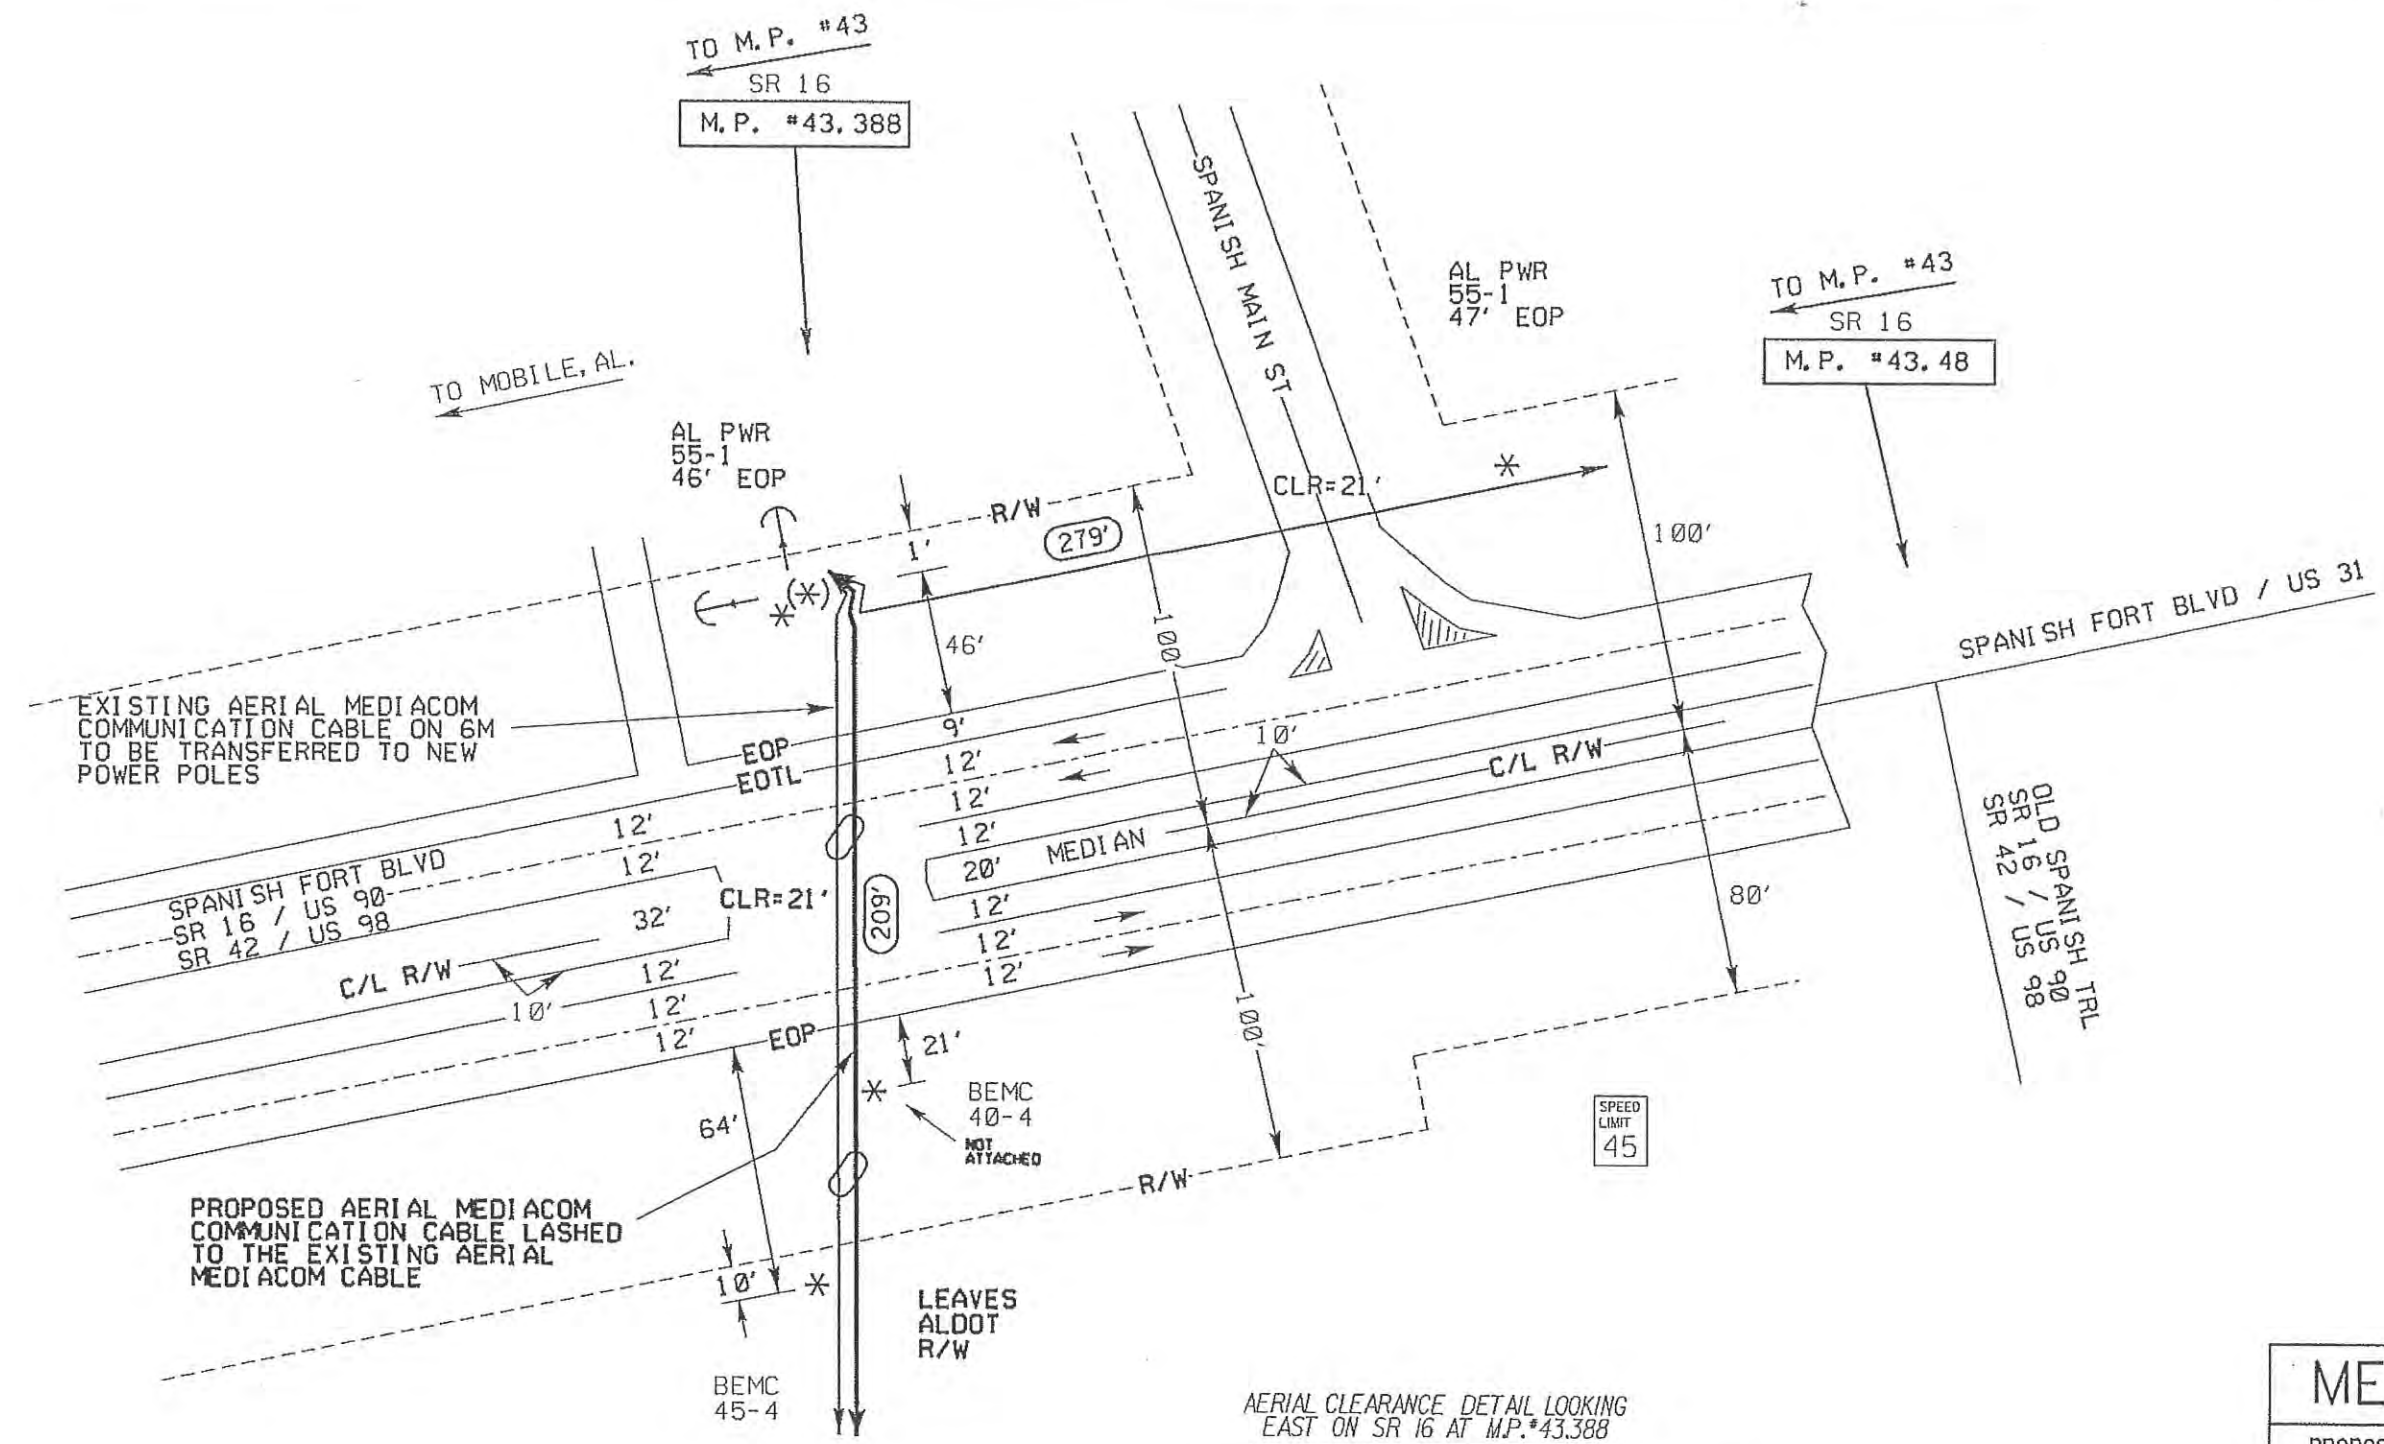 TO M.P. #43
SR 16
M.P. #43.388
TO MOBILE, AL.
AL PWR
55-1
46' EOP
AL PWR
55-1
47' EOP
TO M.P. #43
SR 16
M.P. #43.48
SPANISH MAIN ST
CLR=21'
R/W
279'
1'
46'
100'
100'
100'
80'
SPANISH FORT BLVD / US 31
OLD SPANISH TRL
SR 16 / US 90
SR 42 / US 98
EXISTING AERIAL MEDIACOM
COMMUNICATION CABLE ON 6M
TO BE TRANSFERRED TO NEW
POWER POLES
EOP
EOTL
9'
12'
12'
12'
20'
MEDIAN
12'
12'
12'
10'
C/L R/W
12'
12'
SPANISH FORT BLVD
SR 16 / US 90
SR 42 / US 98
CLR=21'
209'
32'
C/L R/W
10'
12'
12'
12'
EOP
21'
64'
BEMC
40-4
NOT
ATTACHED
PROPOSED AERIAL MEDIACOM
COMMUNICATION CABLE LASHED
TO THE EXISTING AERIAL
MEDIACOM CABLE
R/W
SPEED
LIMIT
45
10'
LEAVES
ALDOT
R/W
BEMC
45-4
AERIAL CLEARANCE DETAIL LOOKING
EAST ON SR 16 AT M.P.#43.388
ME